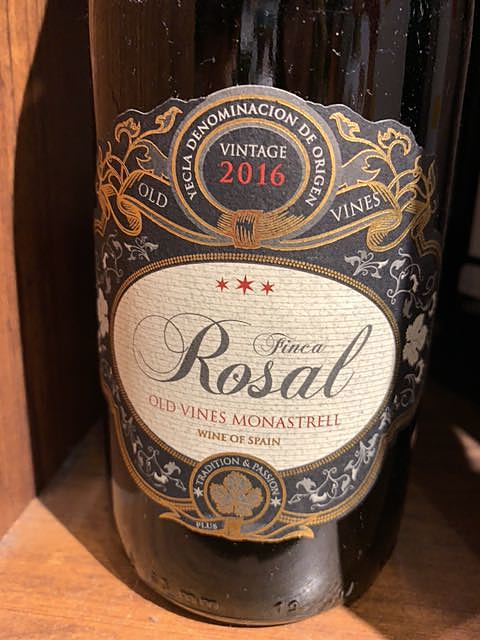 YECLA DENOMINACION DE ORIGEN
VINTAGE
2016
OLD VINES
Finca
Rosal
OLD VINES MONASTRELL
WINE OF SPAIN
TRADITION & PASSION
PLUS